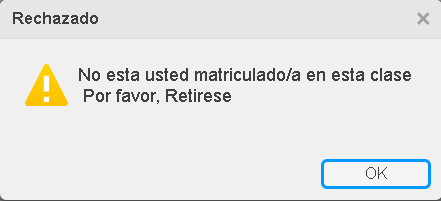 Rechazado
No esta usted matriculado/a en esta clase
Por favor, Retirese
OK